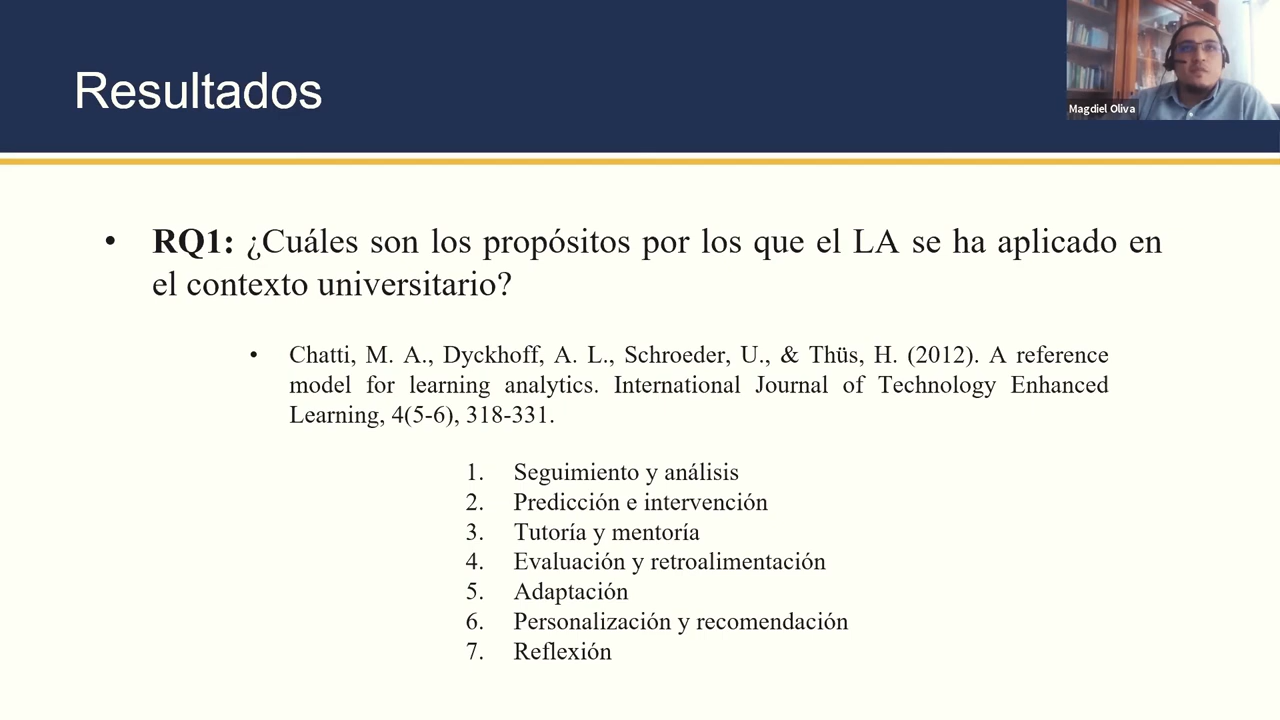 Resultados
Magdiel Oliva
• RQ1: ¿Cuáles son los propósitos por los que el LA se ha aplicado en
el contexto universitario?
• Chatti, M. A., Dyckhoff, A. L., Schroeder, U., & Thüs, H. (2012). A reference
model for learning analytics. International Journal of Technology Enhanced
Learning, 4(5-6), 318-331.
1. Seguimiento y análisis
2. Predicción e intervención
3. Tutoría y mentoría
4. Evaluación y retroalimentación
5. Adaptación
6. Personalización y recomendación
7. Reflexión